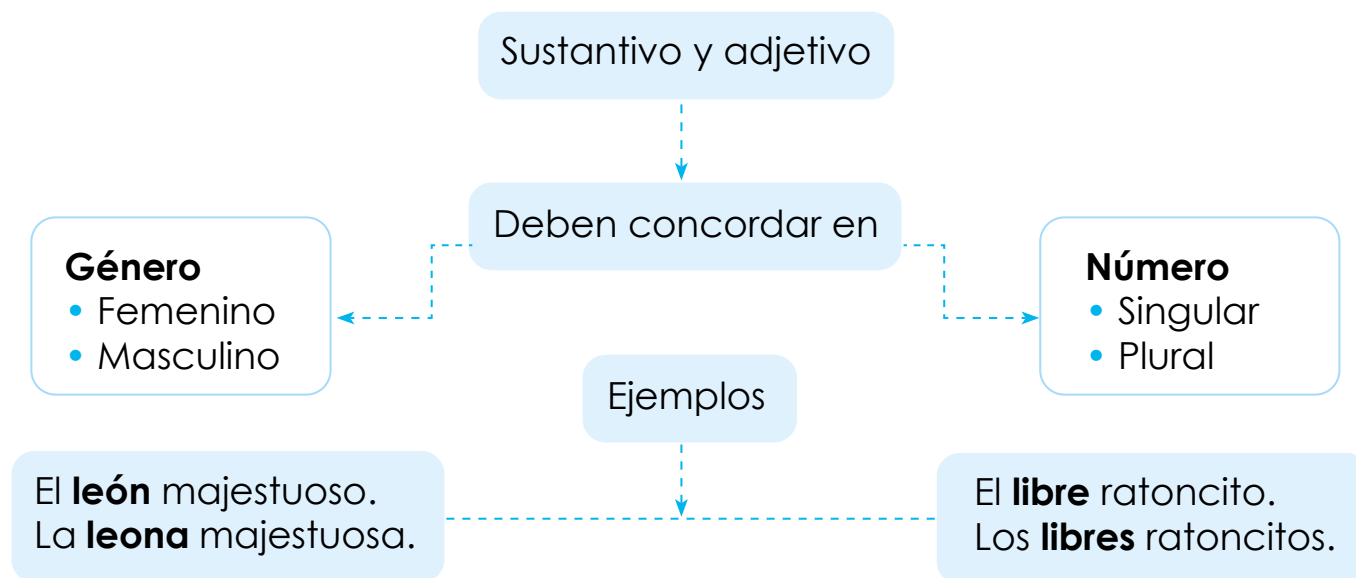 Sustantivo y adjetivo
Deben concordar en
Género
• Femenino
• Masculino
Número
• Singular
• Plural
Ejemplos
El león majestuoso.
La leona majestuosa.
El libre ratoncito.
Los libres ratoncitos.